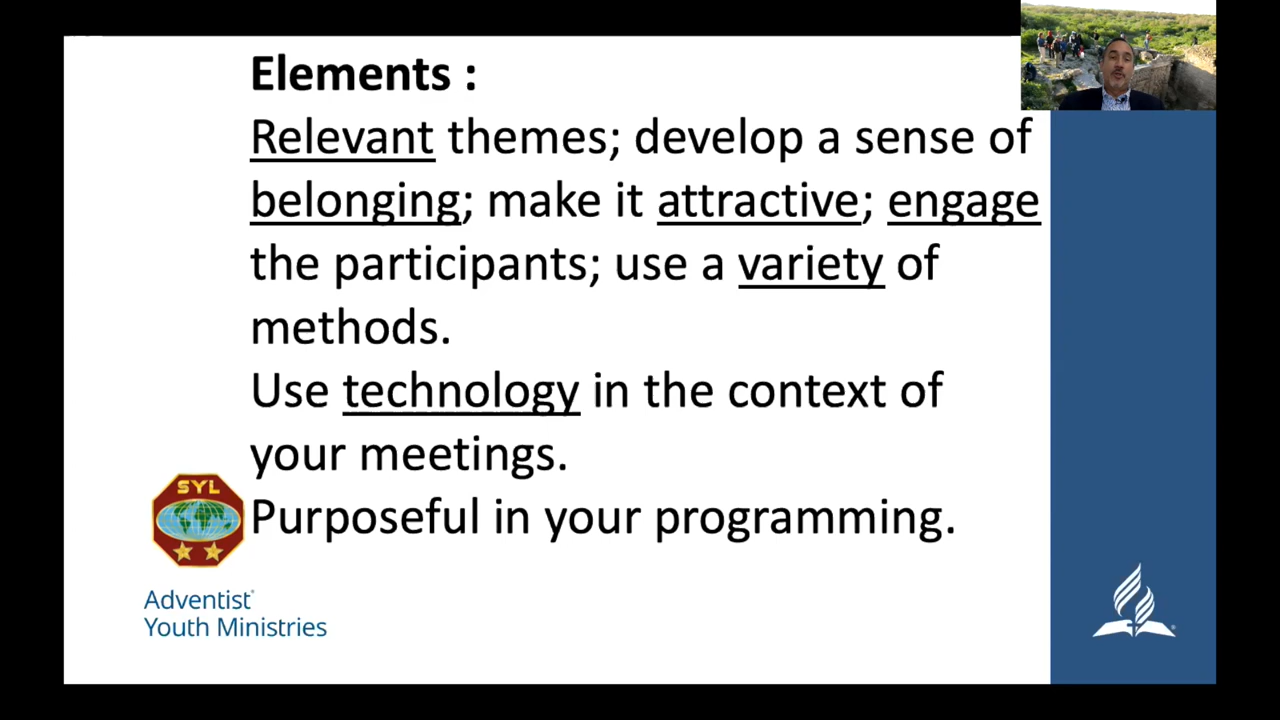 Elements :
Relevant themes; develop a sense of
belonging; make it attractive; engage
the participants; use a variety of
methods.
Use technology in the context of
your meetings.
Purposeful in your programming.
SYL
Adventist®
Youth Ministries